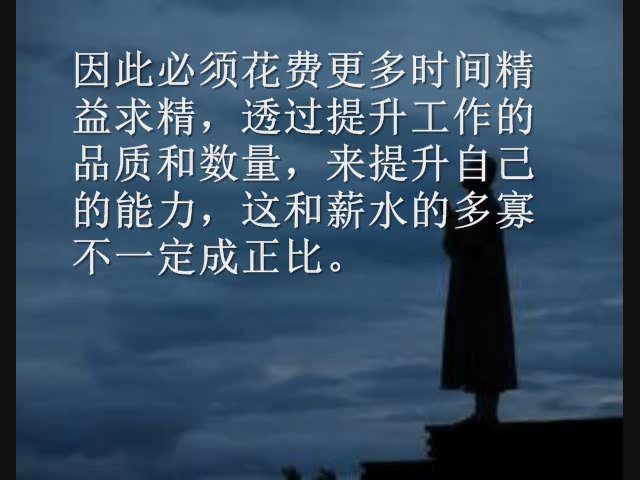 因此必须花费更多时间精
益求精，透过提升工作的
品质和数量，来提升自己
的能力，这和薪水的多寡
不一定成正比。